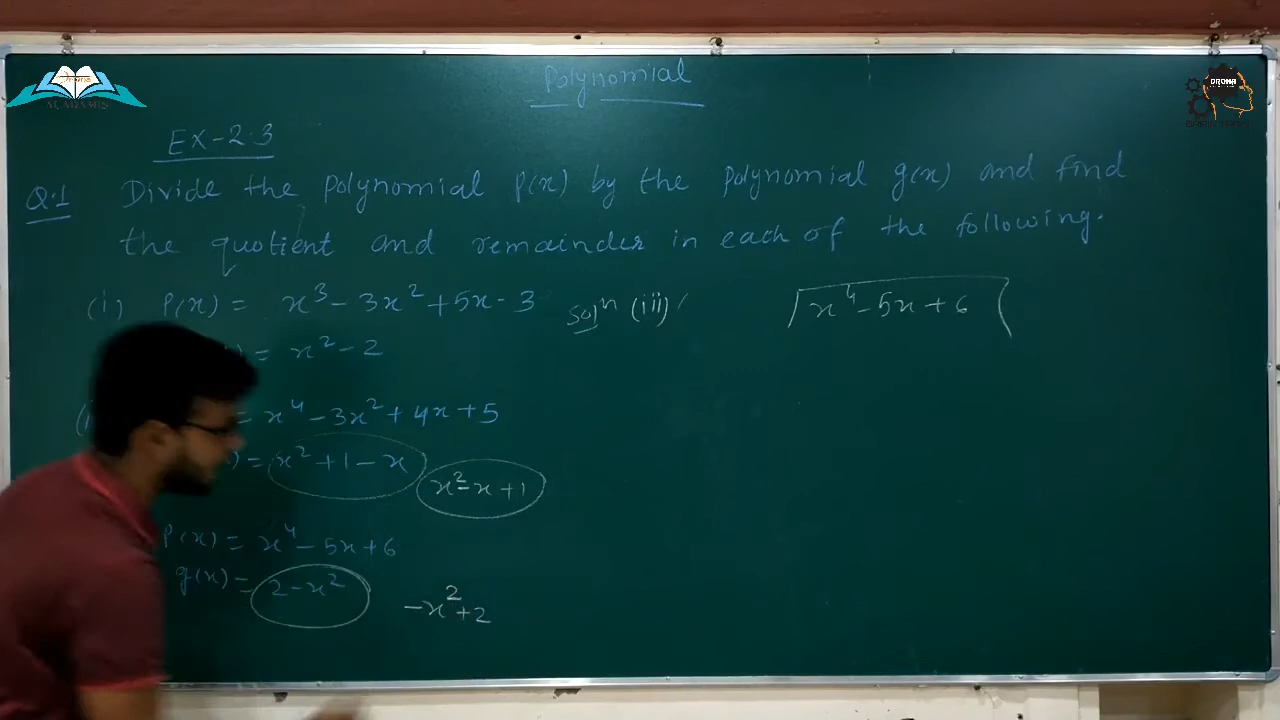 Polynomial
EX-2.3
Q.1 Divide the polynomial p(x) by the polynomial g(x) and find
the quotient and remainder in each of the following.
(i) P(x) = x³ - 3x² + 5x - 3
= x² - 2
= x⁴ - 3x² + 4x + 5
) = x² + 1 - x
x² - x + 1
P(x) = x⁴ - 5x + 6
g(x) = 2 - x²
-x² + 2
Solⁿ (iii)
x⁴ - 5x + 6
DRONA